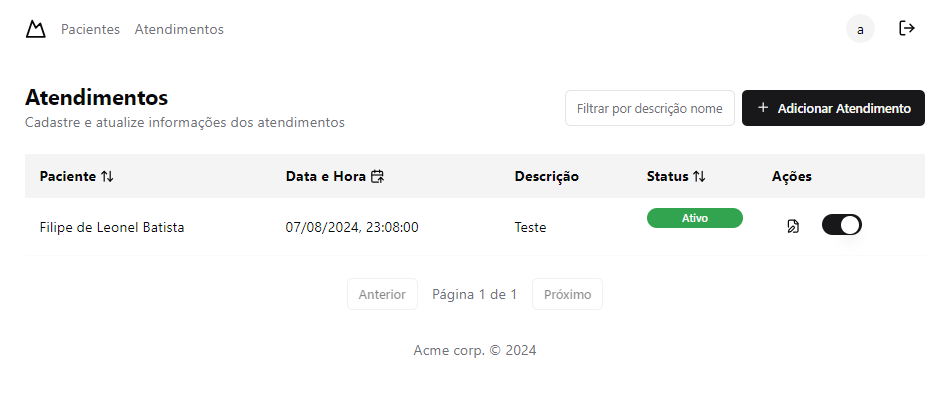 Pacientes Atendimentos a
Atendimentos
Cadastre e atualize informações dos atendimentos
Filtrar por descrição nome
Adicionar Atendimento
Paciente Data e Hora Descrição Status Ações
Filipe de Leonel Batista 07/08/2024, 23:08:00 Teste Ativo
Anterior Página 1 de 1 Próximo
Acme corp. © 2024